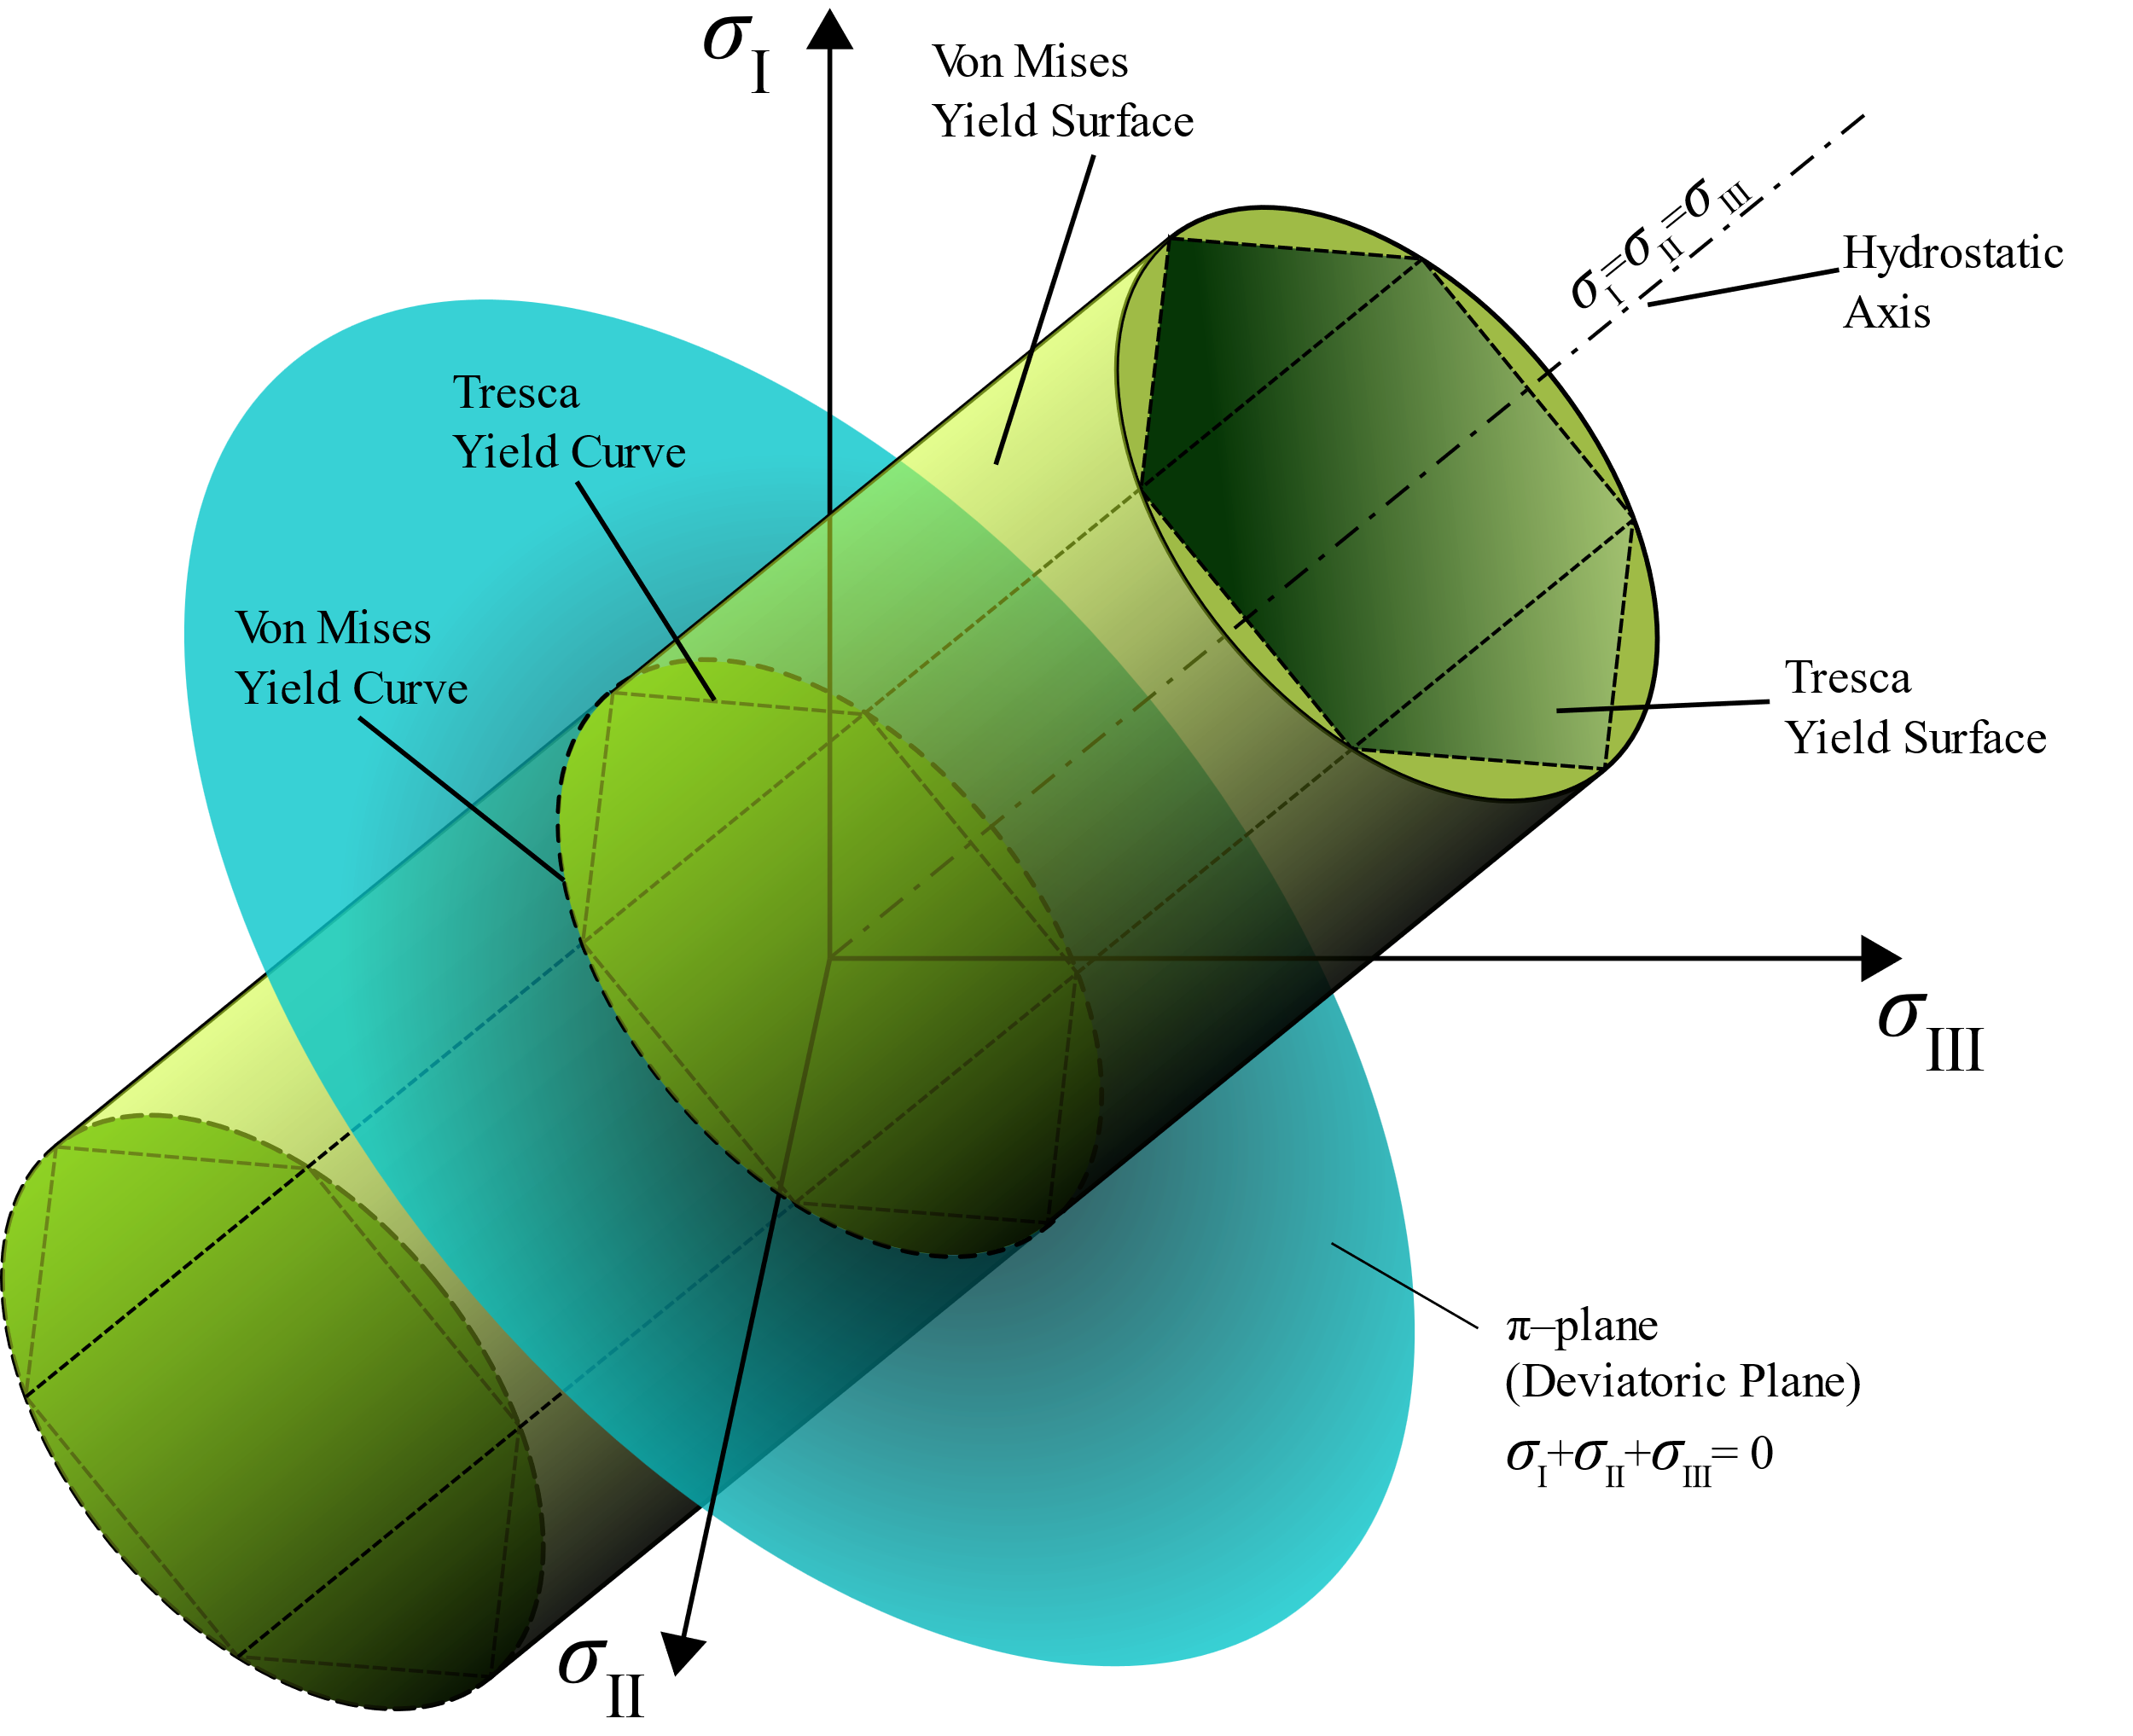 σI
Von Mises
Yield Surface
σI=σII=σIII
Hydrostatic
Axis
Tresca
Yield Curve
Von Mises
Yield Curve
Tresca
Yield Surface
σIII
π–plane
(Deviatoric Plane)
σI+σII+σIII= 0
σII